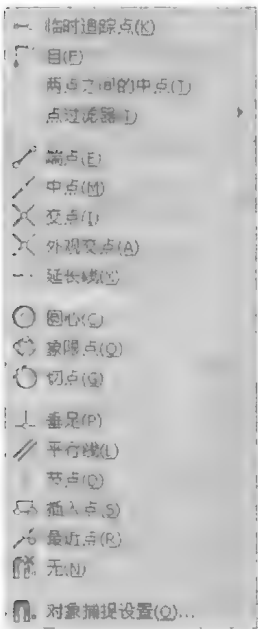 临时追踪点(K)
自(F)
两点之间的中点(T)
点过滤器(T)
端点(E)
中点(M)
交点(I)
外观交点(A)
延长线(X)
圆心(C)
象限点(Q)
切点(G)
垂足(P)
平行线(L)
节点(D)
插入点(S)
最近点(R)
无(N)
对象捕捉设置(O)...